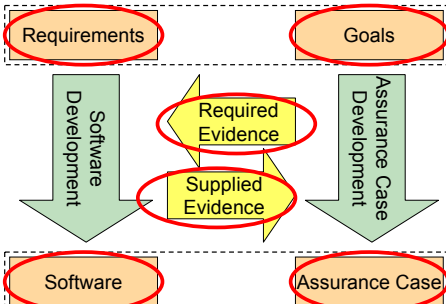 Requirements
Goals
Software
Development
Required
Evidence
Supplied
Evidence
Assurance Case
Development
Software
Assurance Case